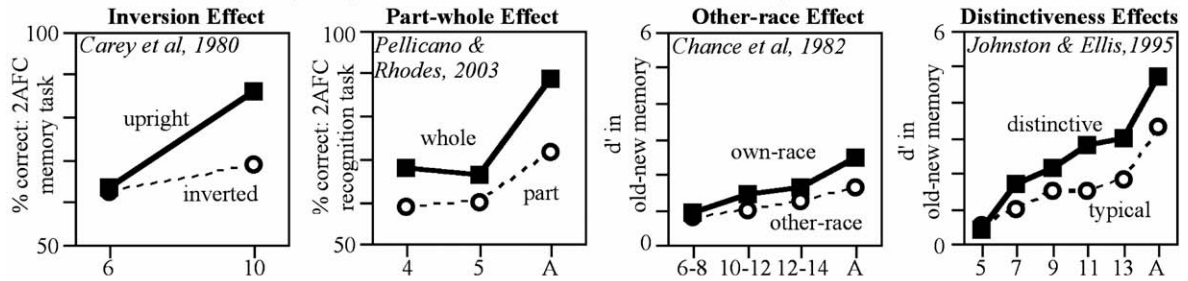 Inversion Effect
100
Carey et al, 1980
% correct: 2AFC
memory task
upright
inverted
50
6 10
Part-whole Effect
100
Pellicano &
Rhodes, 2003
% correct: 2AFC
recognition task
whole
part
50
4 5 A
Other-race Effect
6
Chance et al, 1982
d' in
old-new memory
own-race
other-race
0
6-8 10-12 12-14 A
Distinctiveness Effects
6
Johnston & Ellis,1995
d' in
old-new memory
distinctive
typical
0
5 7 9 11 13 A